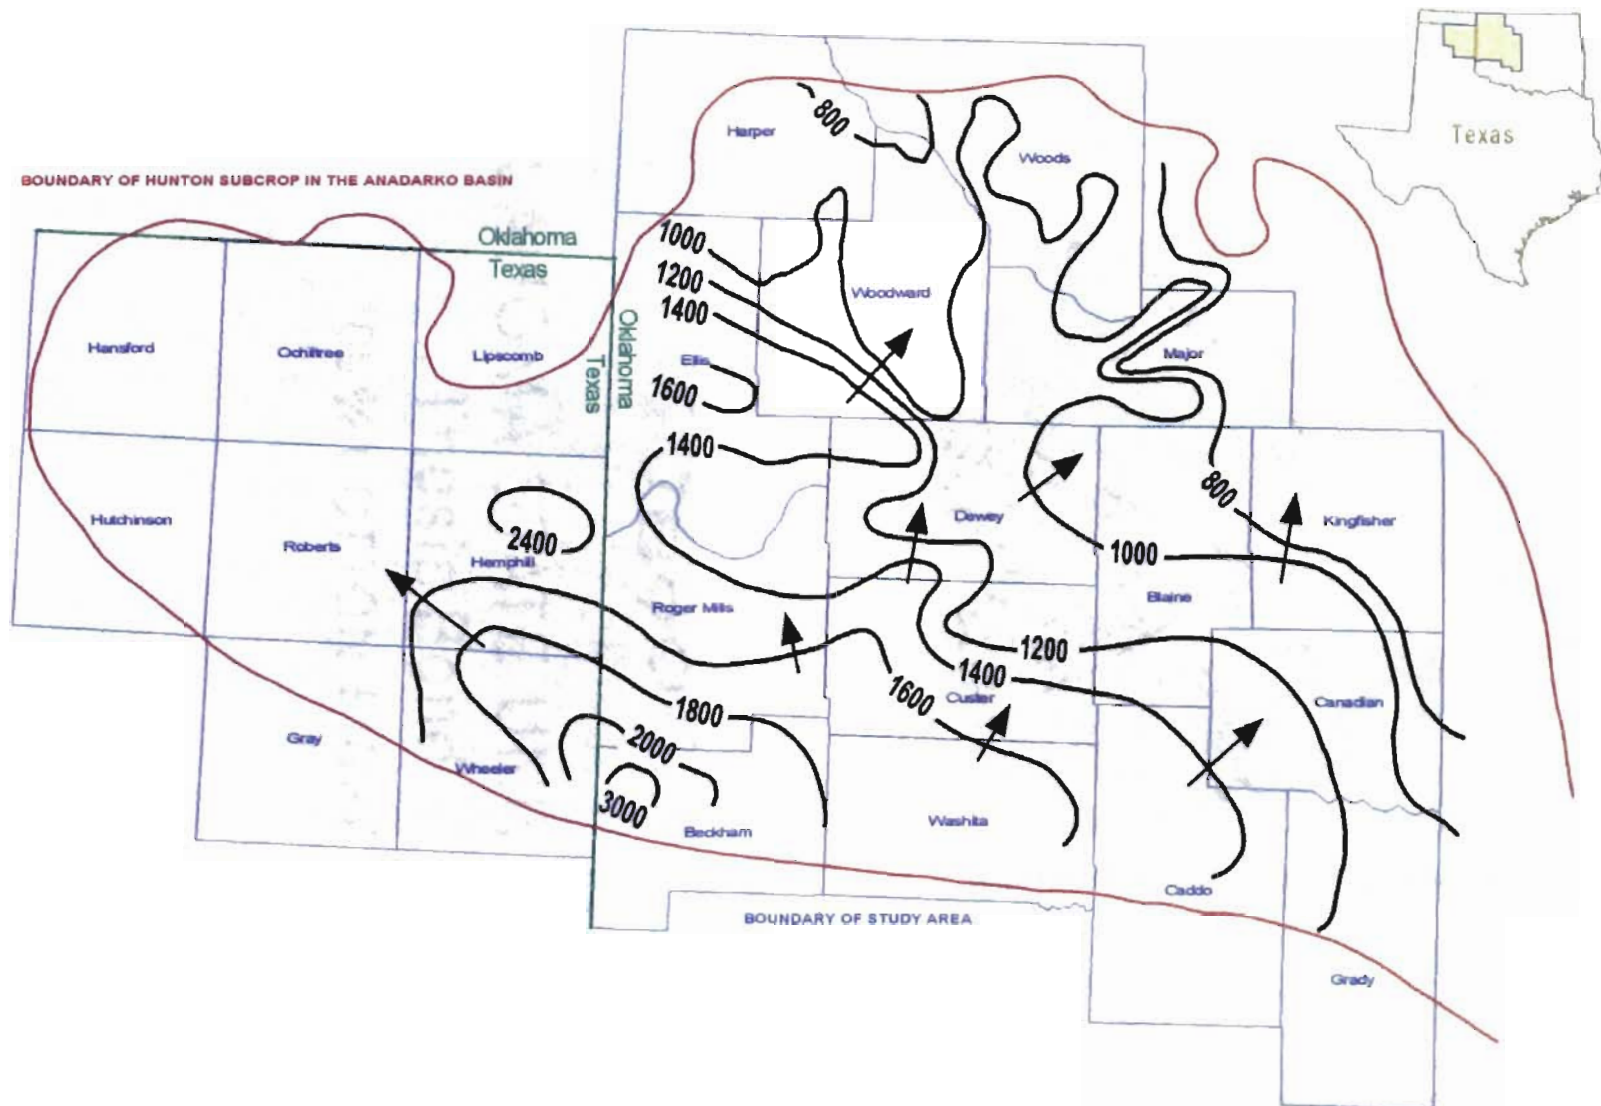 Texas
800
Harper
Woods
BOUNDARY OF HUNTON SUBCROP IN THE ANADARKO BASIN
Oklahoma
Texas
1000
1200
1400
Woodward
Oklahoma
Texas
Hansford
Ochiltree
Lipscomb
Ellis
Major
1600
1400
800
Hutchinson
Roberts
2400
Hemphill
Dewey
Kingfisher
1000
Roger Mills
Blaine
1200
1400
1600
Custer
Canadian
1800
Gray
2000
Wheeler
3000
Beckham
Washita
Caddo
BOUNDARY OF STUDY AREA
Grady